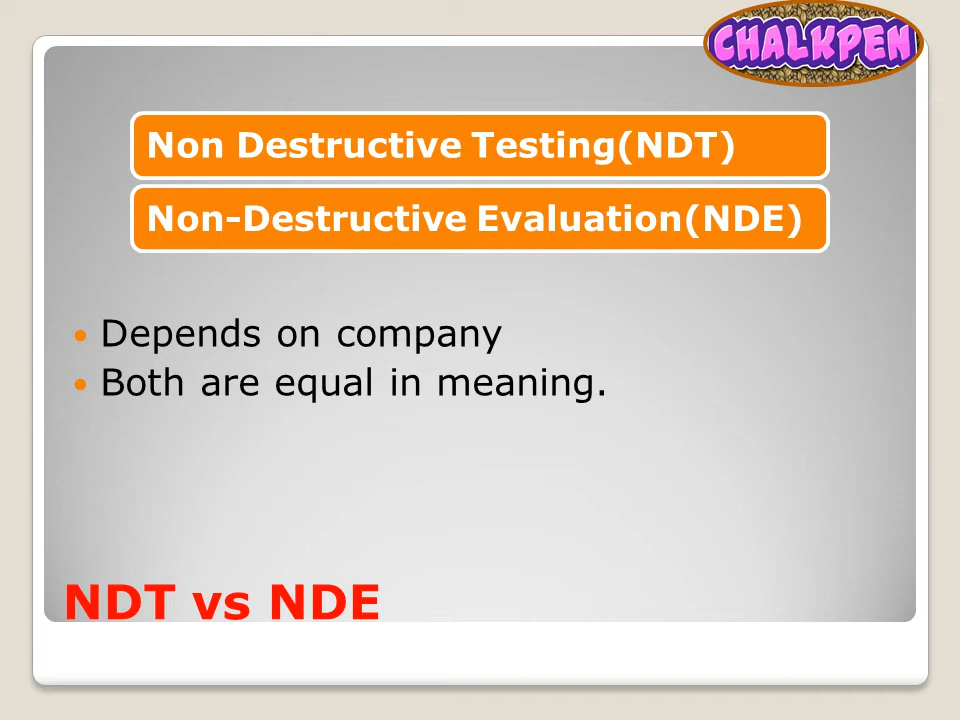 CHALKPEN
Non Destructive Testing(NDT)
Non-Destructive Evaluation(NDE)
• Depends on company
• Both are equal in meaning.
NDT vs NDE